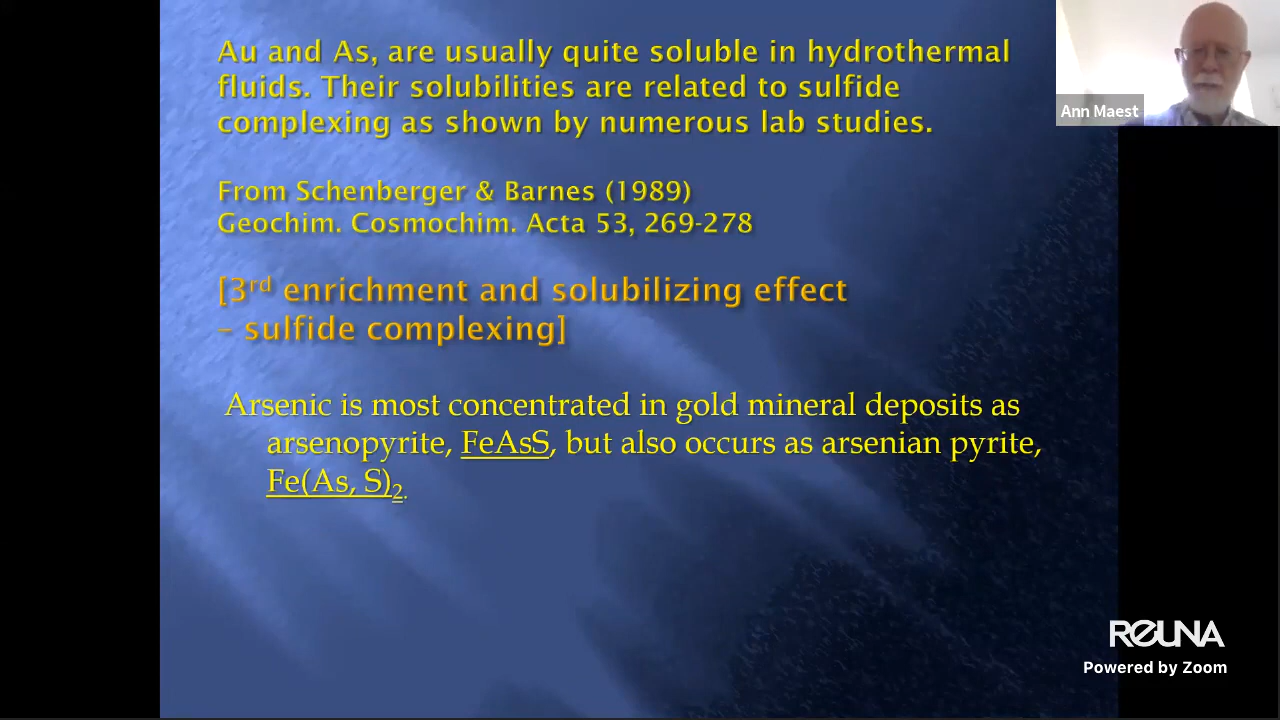 Au and As, are usually quite soluble in hydrothermal
fluids. Their solubilities are related to sulfide
complexing as shown by numerous lab studies.
From Schenberger & Barnes (1989)
Geochim. Cosmochim. Acta 53, 269-278
[3rd enrichment and solubilizing effect
– sulfide complexing]
Arsenic is most concentrated in gold mineral deposits as
arsenopyrite, FeAsS, but also occurs as arsenian pyrite,
Fe(As, S)2.
Ann Maest
REUNA
Powered by Zoom